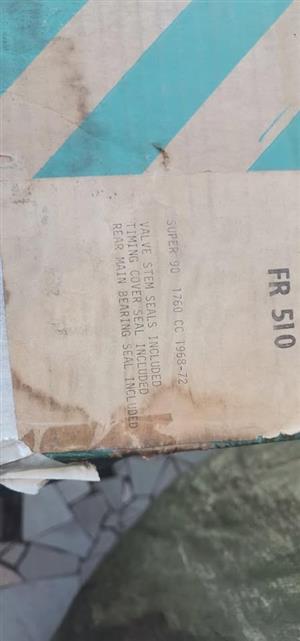 FR 510
SUPER 90 1760 CC 1968-72
VALVE STEM SEALS INCLUDED
TIMING COVER SEAL INCLUDED
REAR MAIN BEARING SEAL INCLUDED